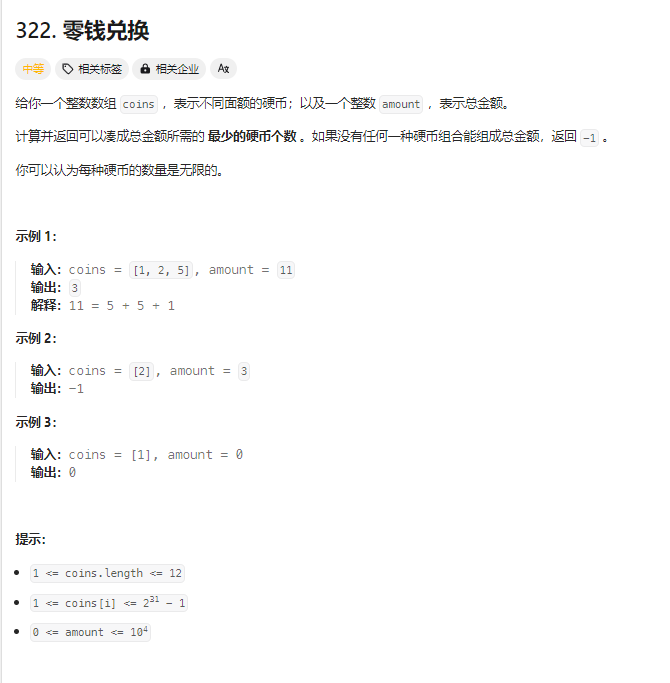 322. 零钱兑换
中等 相关标签 相关企业 Aあ
给你一个整数数组 coins ，表示不同面额的硬币；以及一个整数 amount ，表示总金额。
计算并返回可以凑成总金额所需的 最少的硬币个数 。如果没有任何一种硬币组合能组成总金额，返回 -1 。
你可以认为每种硬币的数量是无限的。
示例 1：
输入：coins = [1, 2, 5], amount = 11
输出：3
解释：11 = 5 + 5 + 1
示例 2：
输入：coins = [2], amount = 3
输出：-1
示例 3：
输入：coins = [1], amount = 0
输出：0
提示：
1 <= coins.length <= 12
1 <= coins[i] <= 2³¹ - 1
0 <= amount <= 10⁴